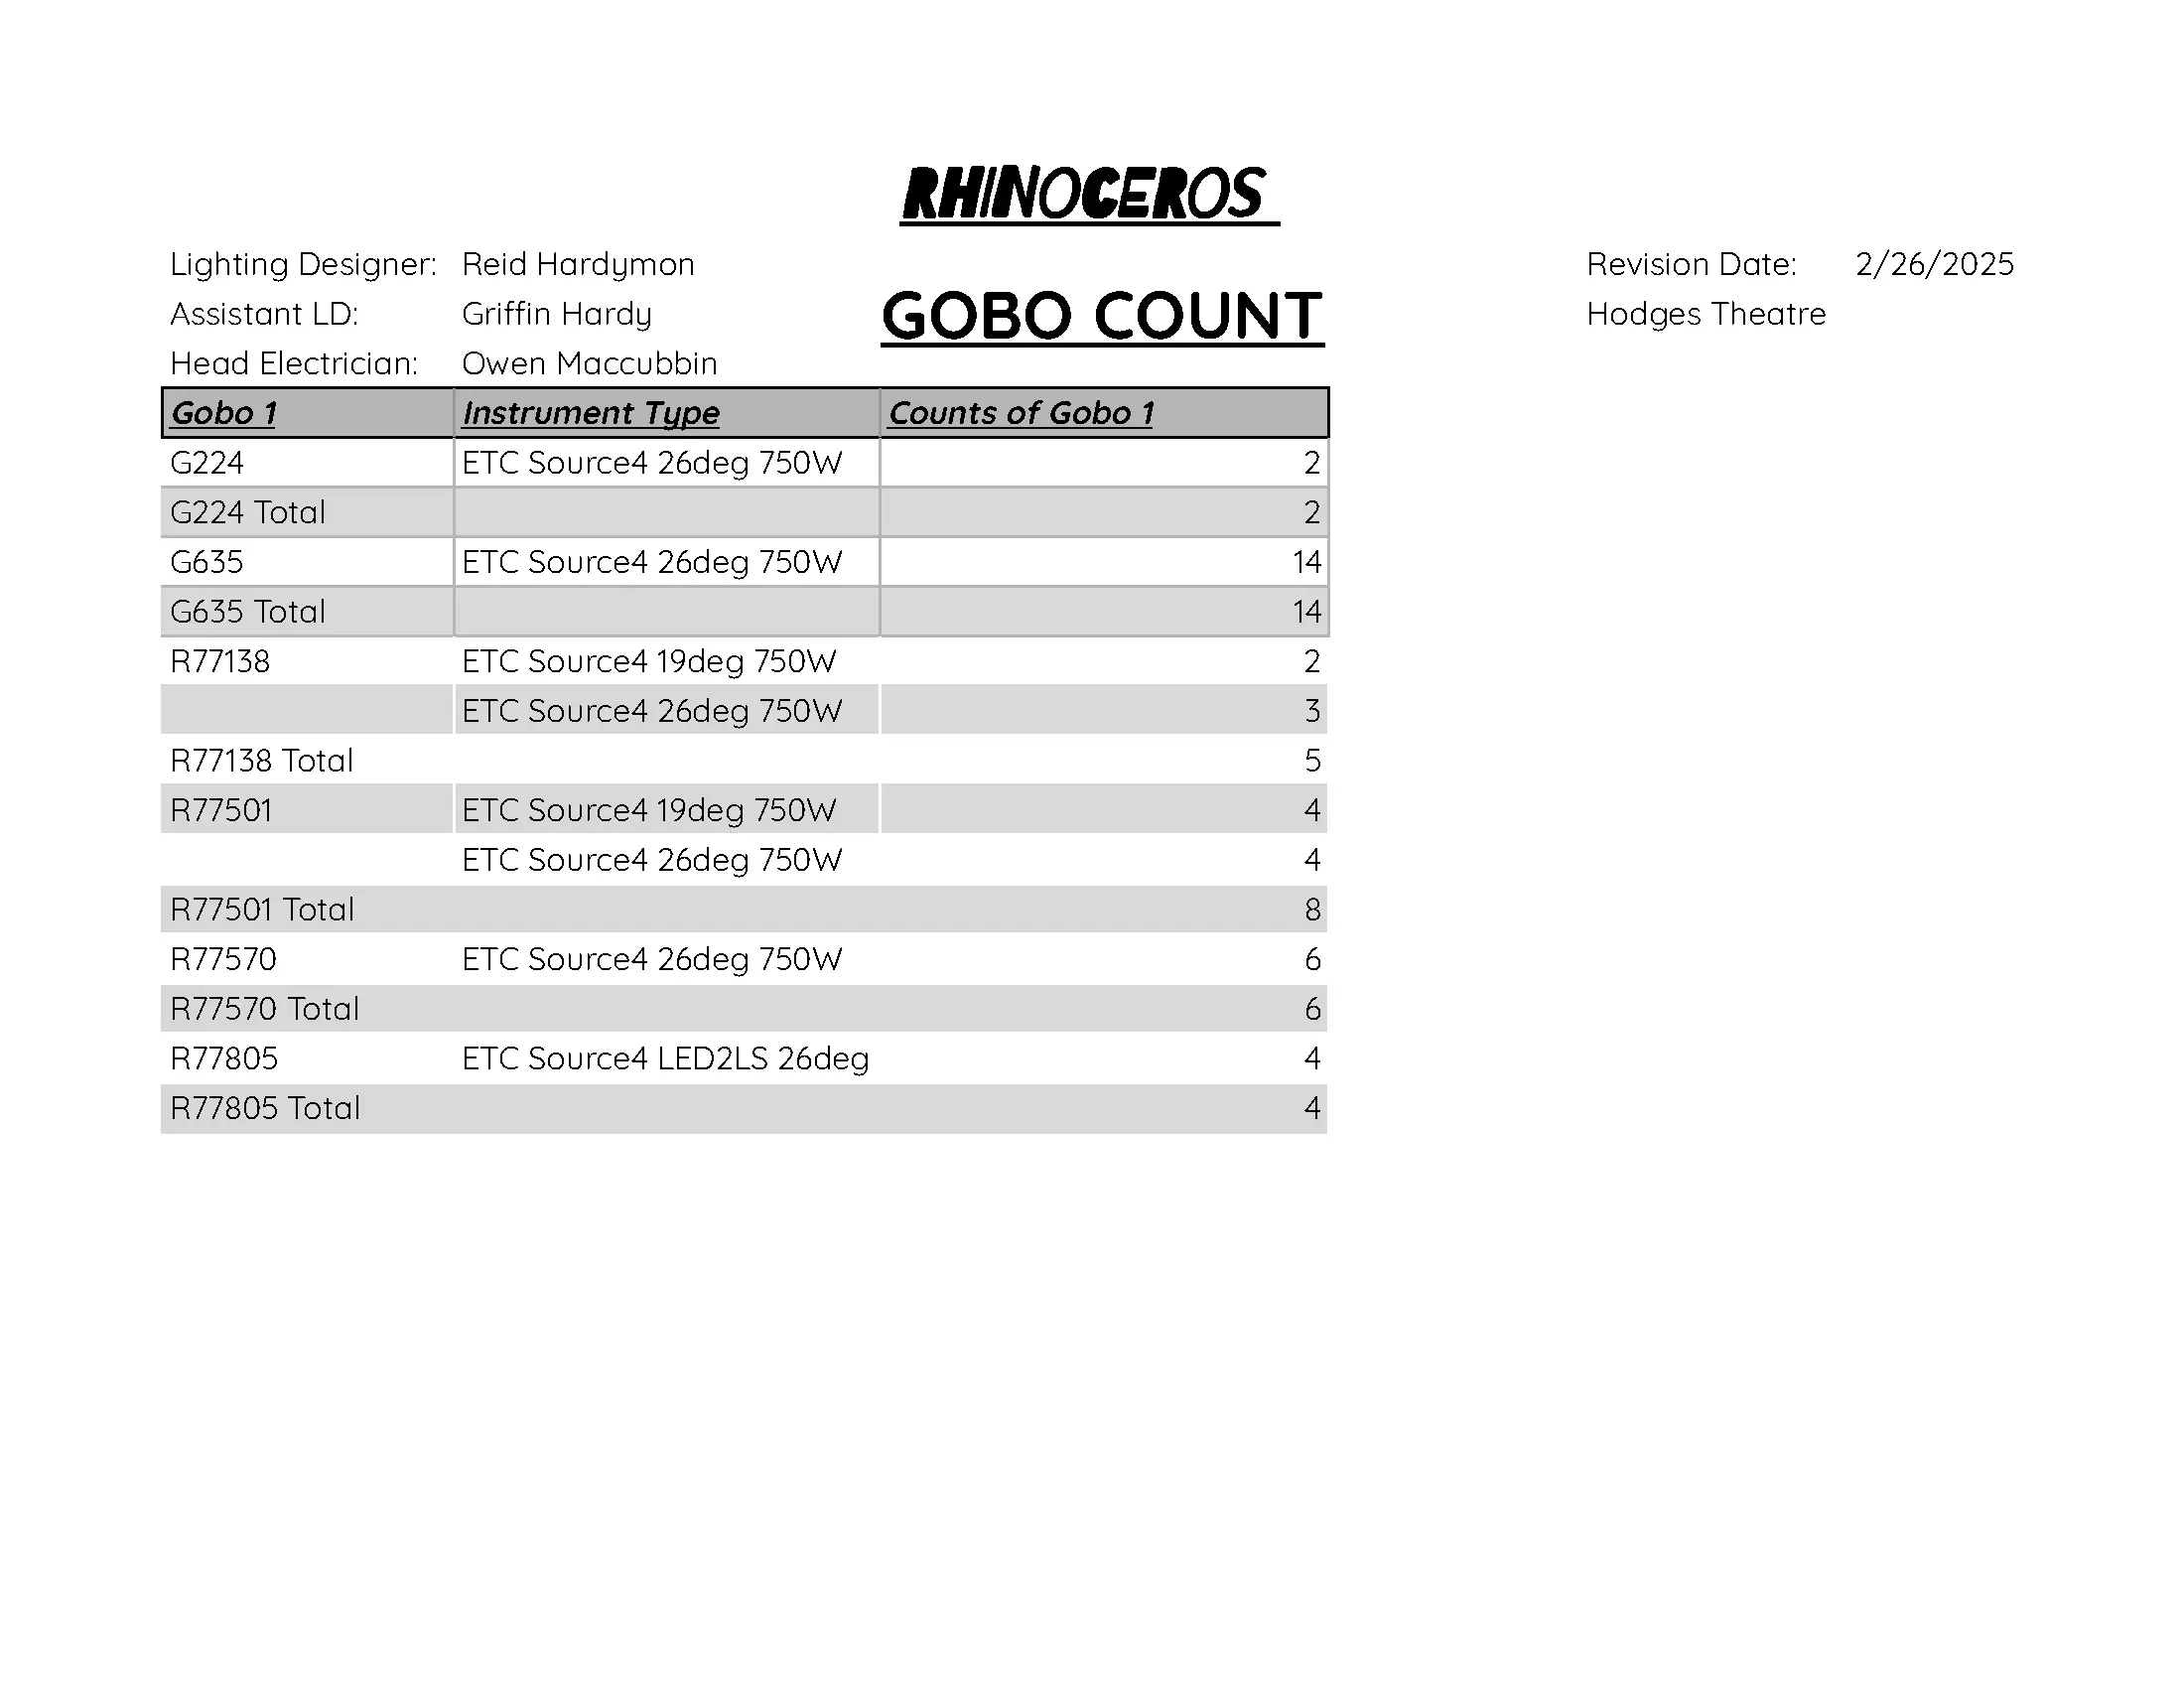 RHINOCEROS
Lighting Designer: Reid Hardymon Revision Date: 2/26/2025
Assistant LD: Griffin Hardy GOBO COUNT Hodges Theatre
Head Electrician: Owen Maccubbin
Gobo 1 Instrument Type Counts of Gobo 1
G224 ETC Source4 26deg 750W 2
G224 Total 2
G635 ETC Source4 26deg 750W 14
G635 Total 14
R77138 ETC Source4 19deg 750W 2
ETC Source4 26deg 750W 3
R77138 Total 5
R77501 ETC Source4 19deg 750W 4
ETC Source4 26deg 750W 4
R77501 Total 8
R77570 ETC Source4 26deg 750W 6
R77570 Total 6
R77805 ETC Source4 LED2LS 26deg 4
R77805 Total 4